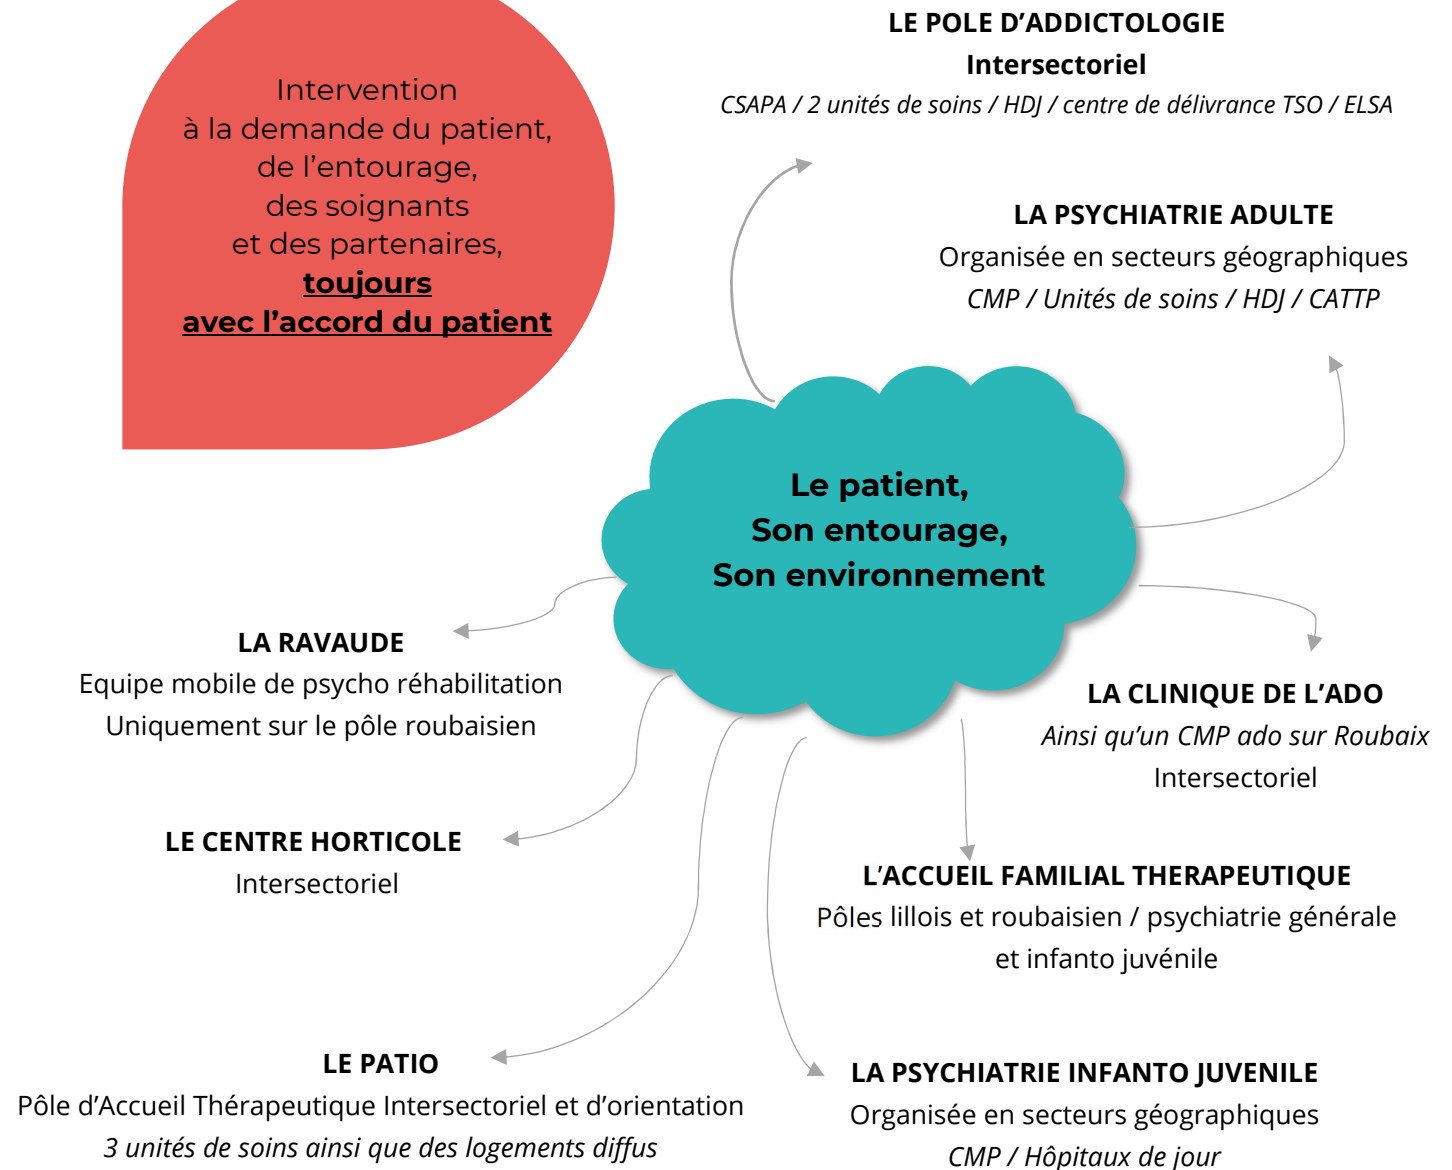 Intervention
à la demande du patient,
de l’entourage,
des soignants
et des partenaires,
toujours
avec l’accord du patient
LE POLE D’ADDICTOLOGIE
Intersectoriel
CSAPA / 2 unités de soins / HDJ / centre de délivrance TSO / ELSA
LA PSYCHIATRIE ADULTE
Organisée en secteurs géographiques
CMP / Unités de soins / HDJ / CATTP
Le patient,
Son entourage,
Son environnement
LA RAVAUDE
Equipe mobile de psycho réhabilitation
Uniquement sur le pôle roubaisien
LA CLINIQUE DE L’ADO
Ainsi qu’un CMP ado sur Roubaix
Intersectoriel
LE CENTRE HORTICOLE
Intersectoriel
L’ACCUEIL FAMILIAL THERAPEUTIQUE
Pôles lillois et roubaisien / psychiatrie générale
et infanto juvénile
LE PATIO
Pôle d’Accueil Thérapeutique Intersectoriel et d’orientation
3 unités de soins ainsi que des logements diffus
LA PSYCHIATRIE INFANTO JUVENILE
Organisée en secteurs géographiques
CMP / Hôpitaux de jour